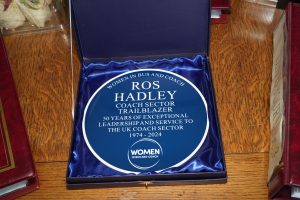 WOMEN IN BUS AND COACH
ROS
HADLEY
COACH SECTOR
TRAILBLAZER
50 YEARS OF EXCEPTIONAL
LEADERSHIP AND SERVICE TO
THE UK COACH SECTOR
1974 - 2024
WOMEN
IN BUS AND COACH